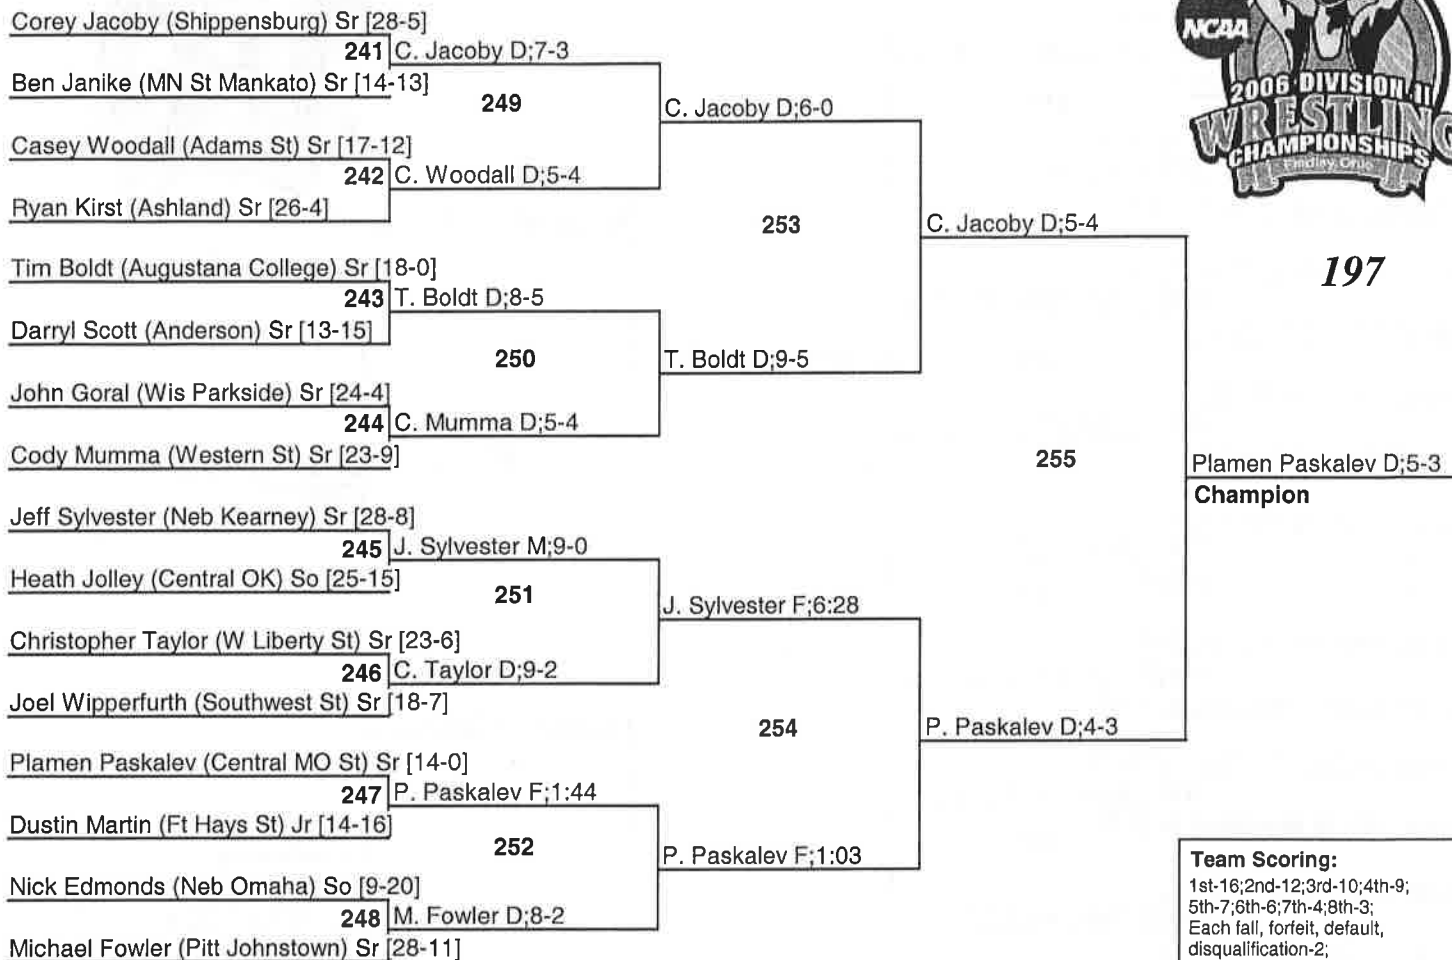 Corey Jacoby (Shippensburg) Sr [28-5]
241 C. Jacoby D;7-3
Ben Janike (MN St Mankato) Sr [14-13]
249
C. Jacoby D;6-0
Casey Woodall (Adams St) Sr [17-12]
242 C. Woodall D;5-4
Ryan Kirst (Ashland) Sr [26-4]
253
C. Jacoby D;5-4
Tim Boldt (Augustana College) Sr [18-0]
243 T. Boldt D;8-5
Darryl Scott (Anderson) Sr [13-15]
250
T. Boldt D;9-5
John Goral (Wis Parkside) Sr [24-4]
244 C. Mumma D;5-4
Cody Mumma (Western St) Sr [23-9]
255
Plamen Paskalev D;5-3
Champion
Jeff Sylvester (Neb Kearney) Sr [28-8]
245 J. Sylvester M;9-0
Heath Jolley (Central OK) So [25-15]
251
J. Sylvester F;6:28
Christopher Taylor (W Liberty St) Sr [23-6]
246 C. Taylor D;9-2
Joel Wipperfurth (Southwest St) Sr [18-7]
254
P. Paskalev D;4-3
Plamen Paskalev (Central MO St) Sr [14-0]
247 P. Paskalev F;1:44
Dustin Martin (Ft Hays St) Jr [14-16]
252
P. Paskalev F;1:03
Nick Edmonds (Neb Omaha) So [9-20]
248 M. Fowler D;8-2
Michael Fowler (Pitt Johnstown) Sr [28-11]
NCAA
2006 DIVISION II
WRESTLING
CHAMPIONSHIPS
Findlay, Ohio
197
Team Scoring:
1st-16;2nd-12;3rd-10;4th-9;
5th-7;6th-6;7th-4;8th-3;
Each fall, forfeit, default,
disqualification-2;